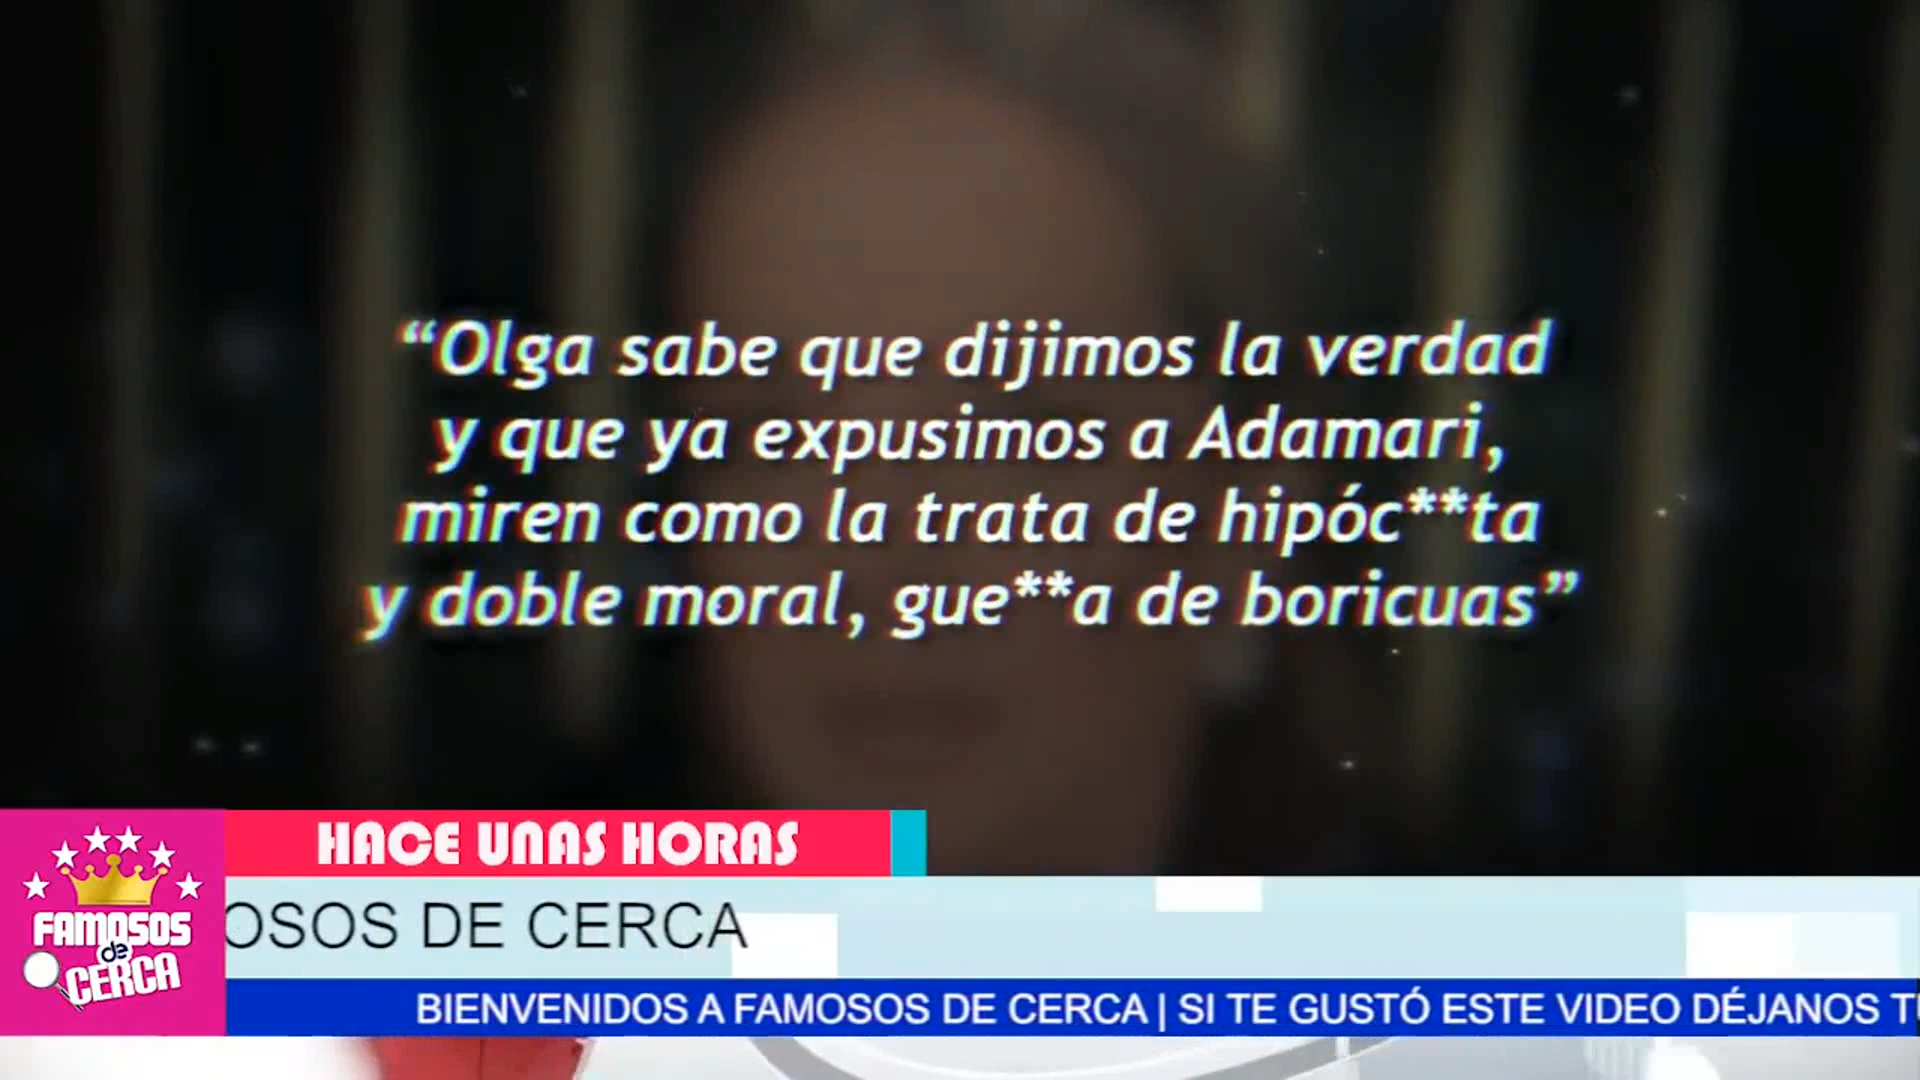 “Olga sabe que dijimos la verdad
y que ya expusimos a Adamari,
miren como la trata de hipóc**ta
y doble moral, gue**a de boricuas”
HACE UNAS HORAS
OSOS DE CERCA
FAMOSOS
de
CERCA
BIENVENIDOS A FAMOSOS DE CERCA | SI TE GUSTÓ ESTE VIDEO DÉJANOS TU